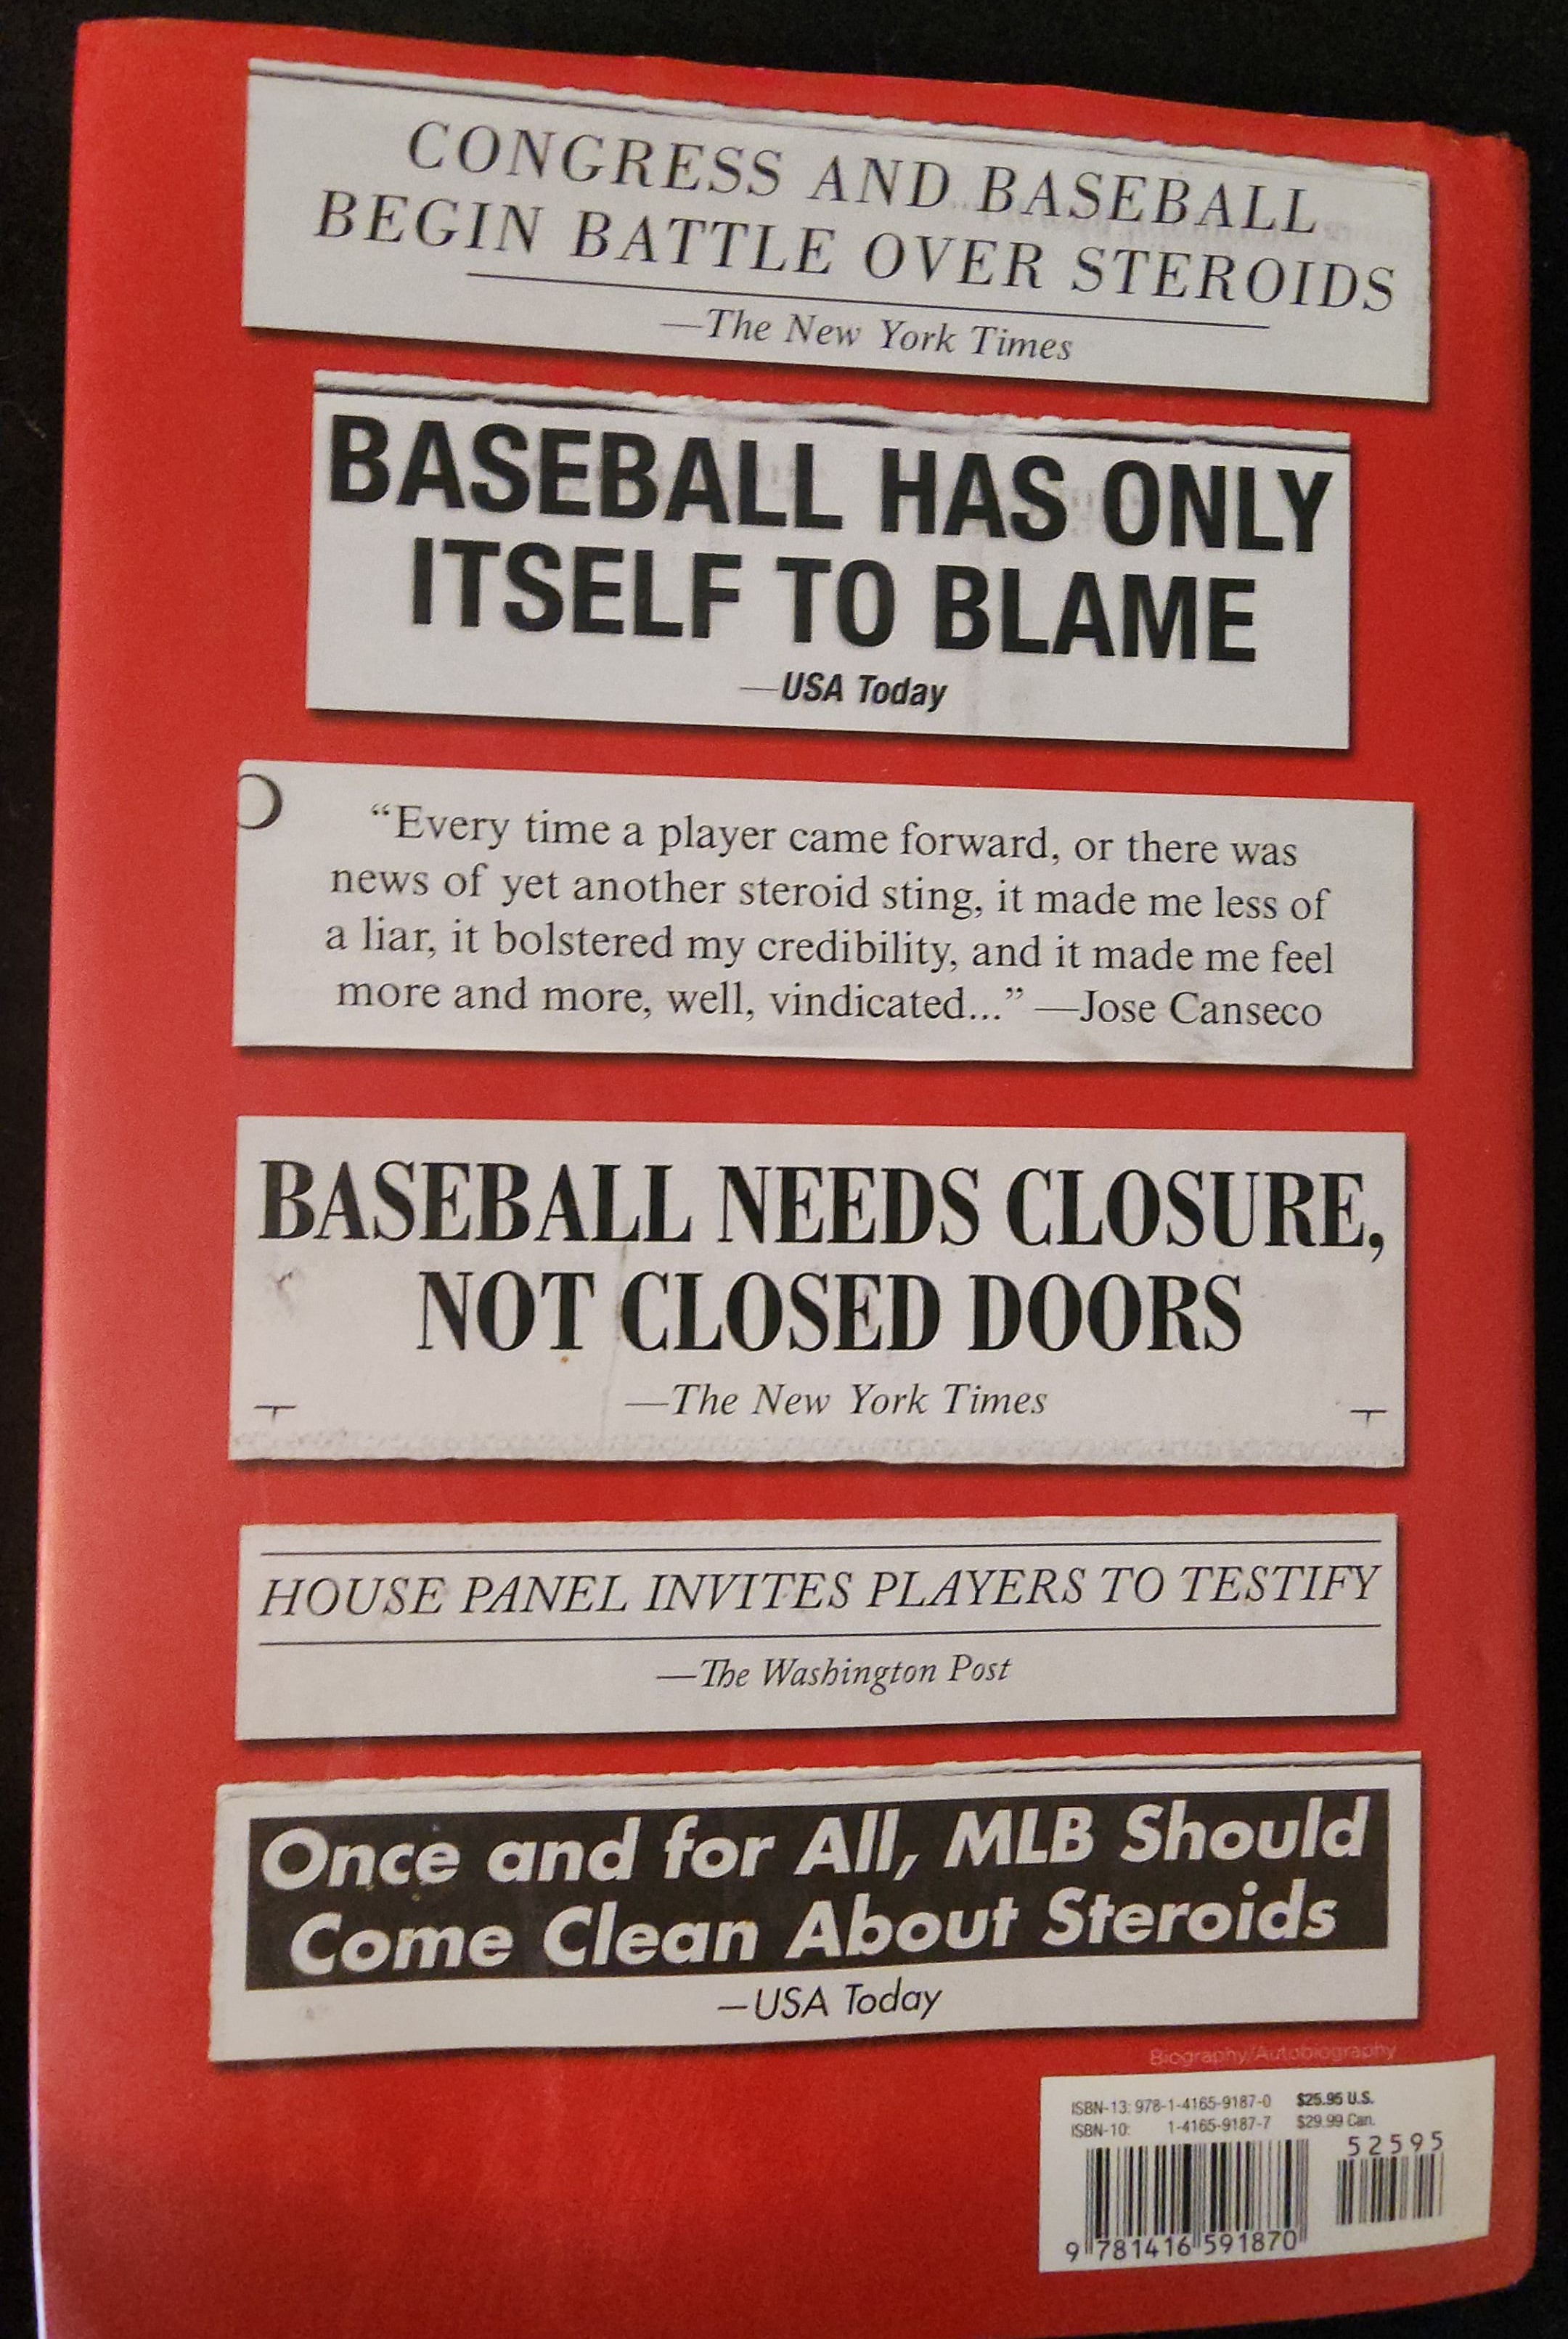 CONGRESS AND BASEBALL
BEGIN BATTLE OVER STEROIDS
—The New York Times
BASEBALL HAS ONLY
ITSELF TO BLAME
—USA Today
“Every time a player came forward, or there was
news of yet another steroid sting, it made me less of
a liar, it bolstered my credibility, and it made me feel
more and more, well, vindicated...” —Jose Canseco
BASEBALL NEEDS CLOSURE,
NOT CLOSED DOORS
—The New York Times
HOUSE PANEL INVITES PLAYERS TO TESTIFY
—The Washington Post
Once and for All, MLB Should
Come Clean About Steroids
—USA Today
Biography/Autobiography
ISBN-13: 978-1-4165-9187-0 $25.95 U.S.
ISBN-10: 1-4165-9187-7 $29.99 Can.
52595
9 781416 591870